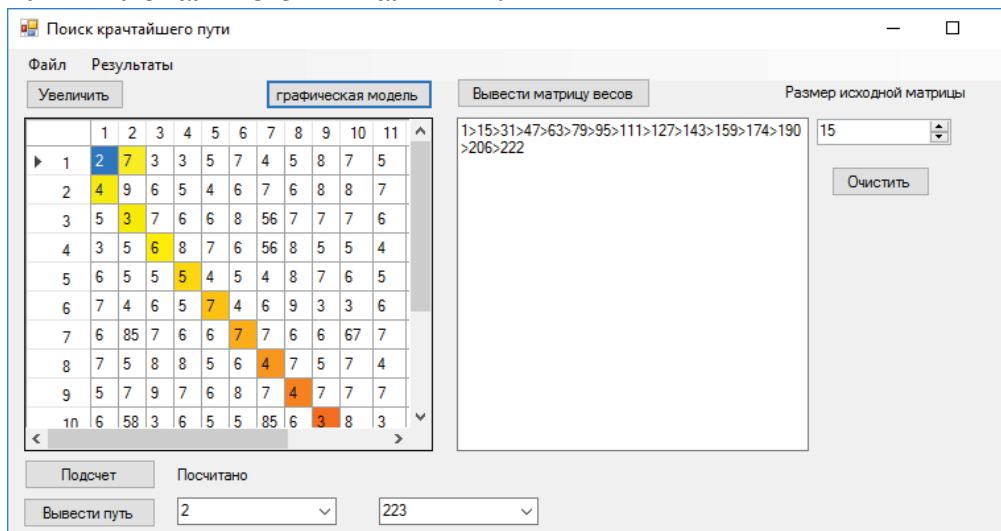 Поиск крачтайшего пути
Файл Результаты
Увеличить графическая модель Вывести матрицу весов Размер исходной матрицы
1 2 3 4 5 6 7 8 9 10 11
1 2 7 3 3 5 7 4 5 8 7 5
2 4 9 6 5 4 6 7 6 8 8 7
3 5 3 7 6 6 8 56 7 7 7 6
4 3 5 6 8 7 6 56 8 5 5 4
5 6 5 5 5 4 5 4 8 7 6 5
6 7 4 6 5 7 4 6 9 3 3 6
7 6 85 7 6 6 7 7 6 6 67 7
8 7 5 8 8 5 6 4 7 5 7 4
9 5 7 9 7 6 8 7 4 7 7 7
10 6 58 3 6 5 5 85 6 3 8 3
1>15>31>47>63>79>95>111>127>143>159>174>190
>206>222
15
Очистить
Подсчет Посчитано
Вывести путь 2 223